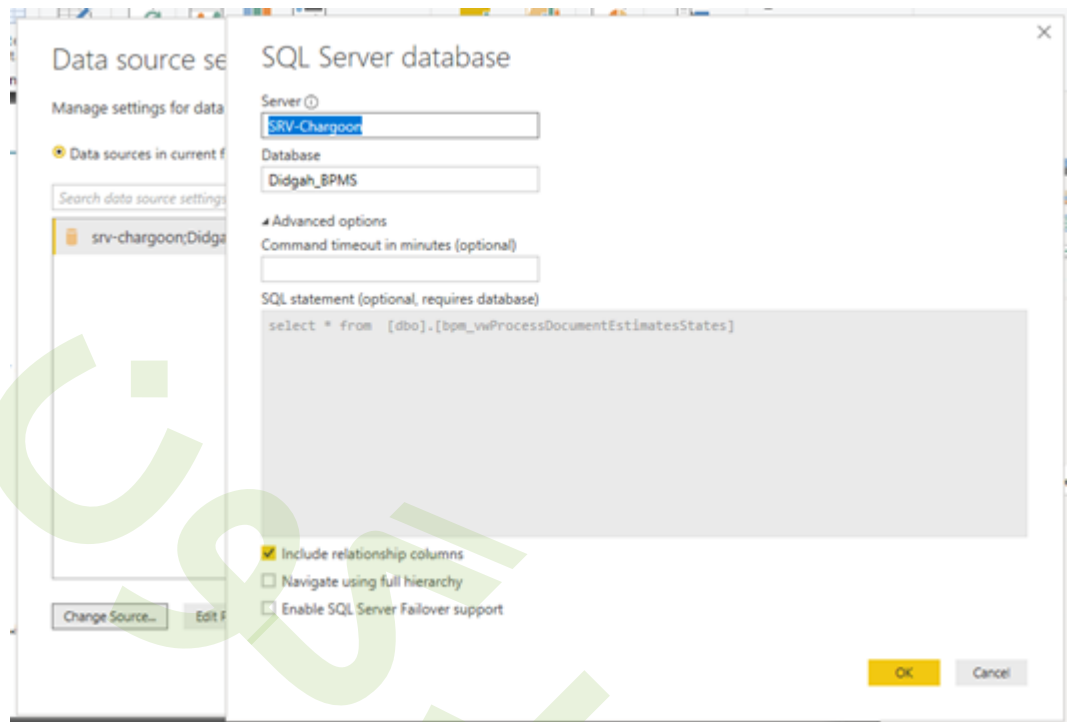 Data source se
Manage settings for data
Data sources in current f
Search data source settings
srv-chargoon;Didga
Change Source...
Edit P
SQL Server database
Server
SRV-Chargoon
Database
Didgah_BPMS
Advanced options
Command timeout in minutes (optional)
SQL statement (optional, requires database)
select * from [dbo].[bpm_vwProcessDocumentEstimatesStates]
Include relationship columns
Navigate using full hierarchy
Enable SQL Server Failover support
OK
Cancel